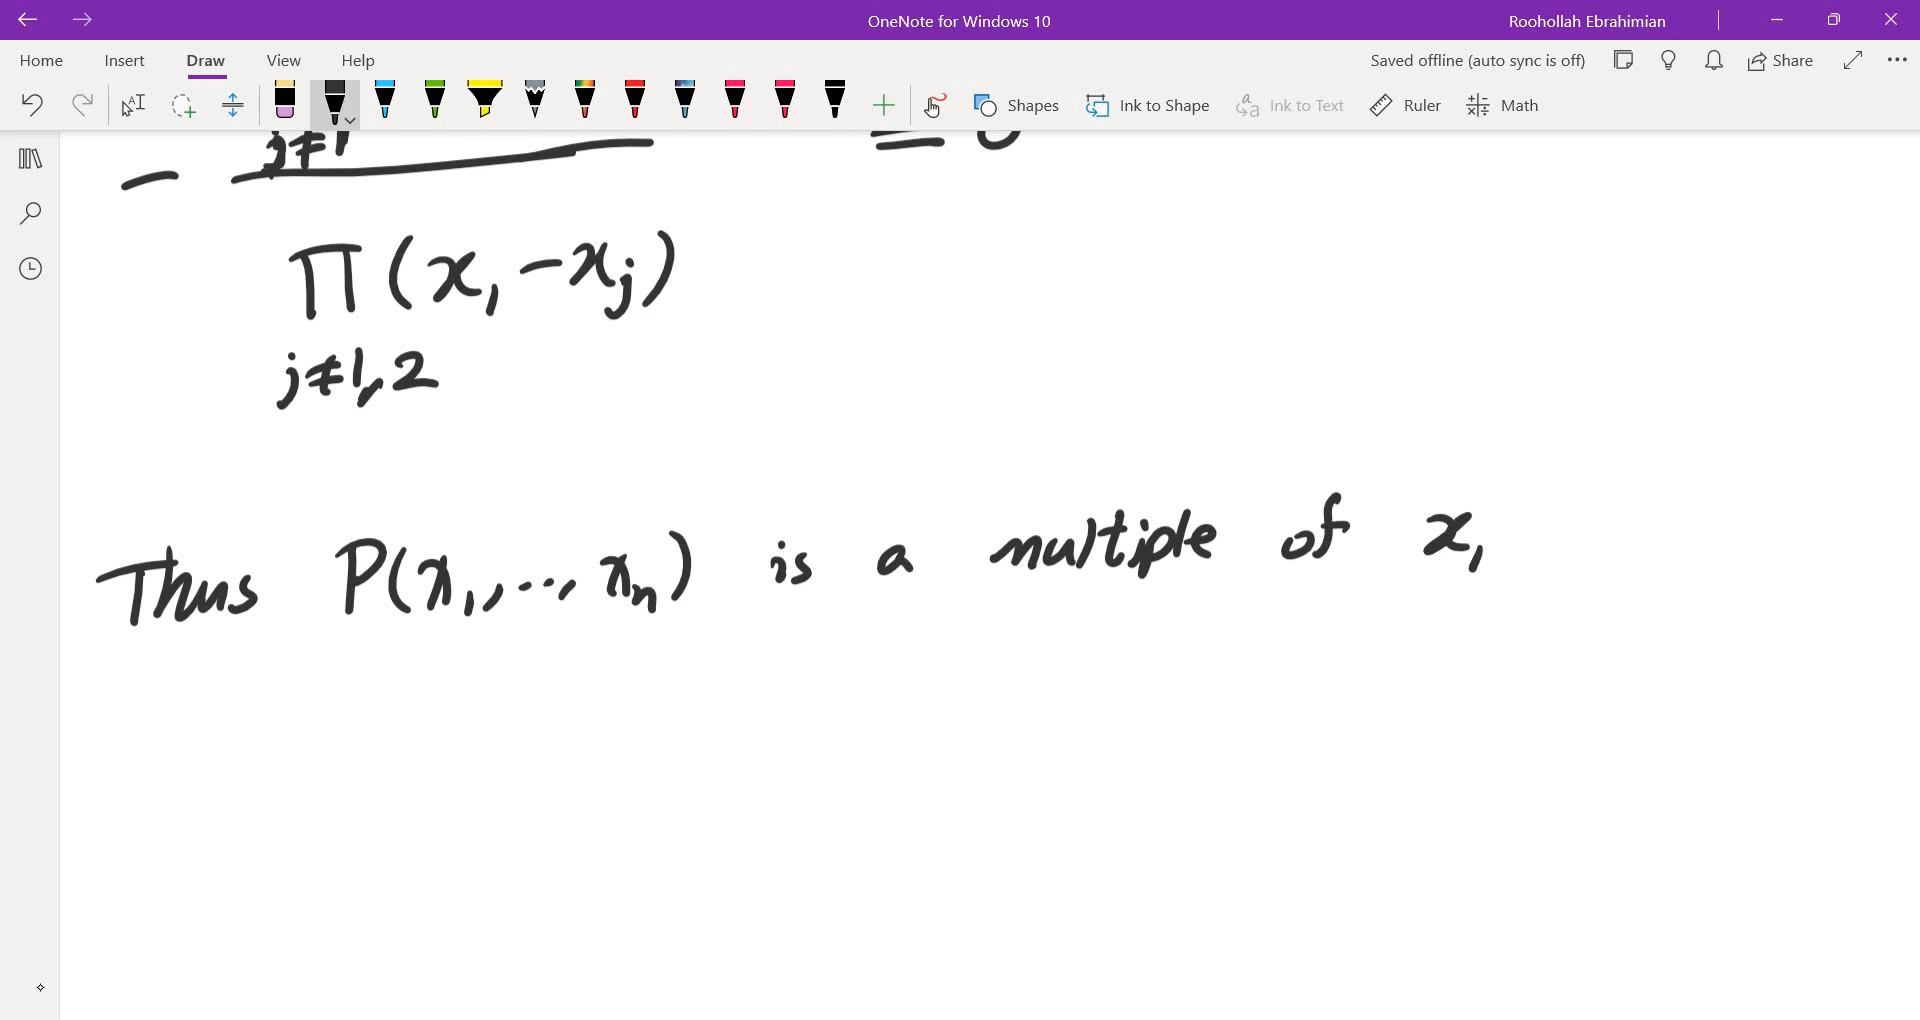 OneNote for Windows 10
Roohollah Ebrahimian
Home Insert Draw View Help
Saved offline (auto sync is off) Share
Shapes Ink to Shape Ink to Text Ruler Math
j≠1
— = 0
∏(x₁-xⱼ)
j≠1,2
Thus P(x₁,...,xₙ) is a multiple of x₁